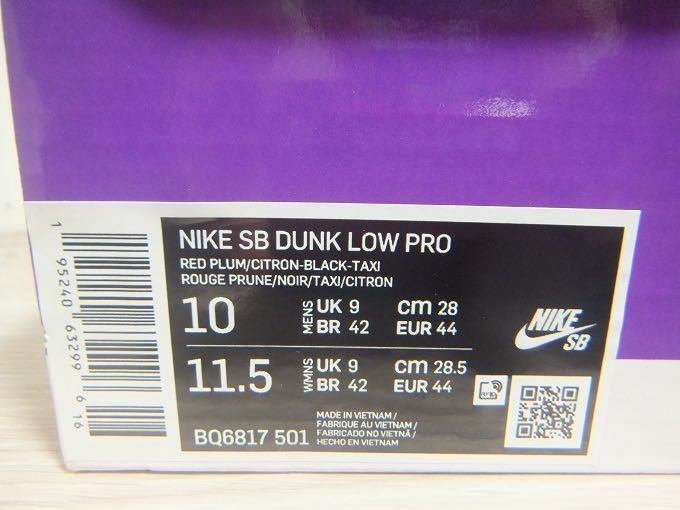 NIKE SB DUNK LOW PRO
RED PLUM/CITRON-BLACK-TAXI
ROUGE PRUNE/NOIR/TAXI/CITRON
10 MENS UK 9 cm 28
BR 42 EUR 44
11.5 WMNS UK 9 cm 28.5
BR 42 EUR 44
NIKE
SB
RFID
BQ6817 501
MADE IN VIETNAM/
FABRIQUE AU VIETNAM/
FABRICADO NO VIETNÃ/
HECHO EN VIETNAM
1 95240 63299 6 16